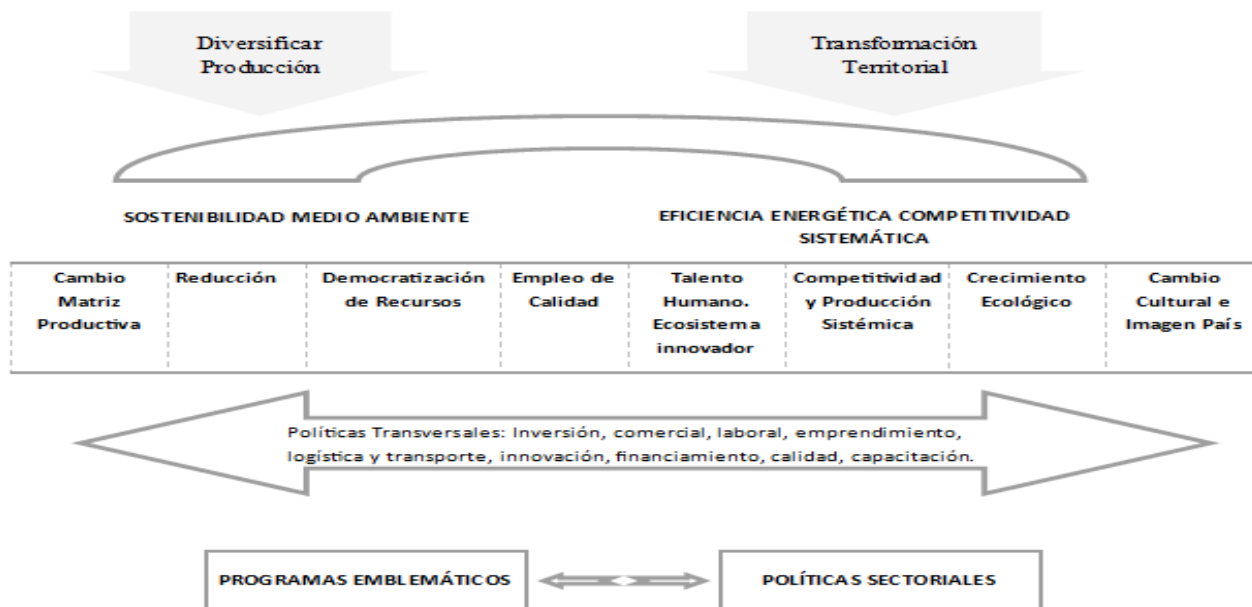 Diversificar
Producción
Transformación
Territorial
SOSTENIBILIDAD MEDIO AMBIENTE
EFICIENCIA ENERGÉTICA COMPETITIVIDAD
SISTEMÁTICA
Cambio
Matriz
Productiva
Reducción
Democratización
de Recursos
Empleo de
Calidad
Talento
Humano.
Ecosistema
innovador
Competitividad
y Producción
Sistémica
Crecimiento
Ecológico
Cambio
Cultural e
Imagen País
Políticas Transversales: Inversión, comercial, laboral, emprendimiento,
logística y transporte, innovación, financiamiento, calidad, capacitación.
PROGRAMAS EMBLEMÁTICOS
POLÍTICAS SECTORIALES